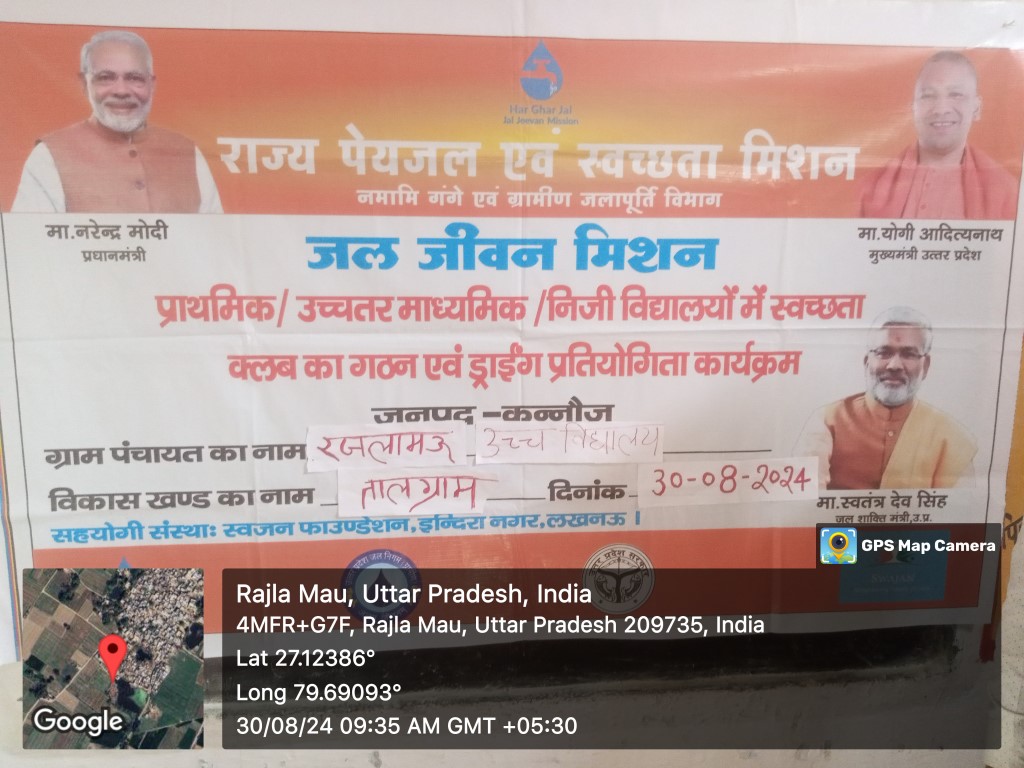 Har Ghar Jal
Jal Jeevan Mission
राज्य पेयजल एवं स्वच्छता मिशन
नमामि गंगे एवं ग्रामीण जलापूर्ति विभाग
मा.नरेन्द्र मोदी
प्रधानमंत्री
मा.योगी आदित्यनाथ
मुख्यमंत्री उत्तर प्रदेश
जल जीवन मिशन
प्राथमिक/ उच्चतर माध्यमिक /निजी विद्यालयों में स्वच्छता
क्लब का गठन एवं ड्राईंग प्रतियोगिता कार्यक्रम
जनपद -कन्नौज
ग्राम पंचायत का नाम रजलामऊ उच्च विद्यालय
विकास खण्ड का नाम तालग्राम दिनांक 30-08-2024
मा.स्वतंत्र देव सिंह
जल शक्ति मंत्री,उ.प्र.
सहयोगी संस्थाः स्वजन फाउण्डेशन,इन्दिरा नगर,लखनऊ ।
GPS Map Camera
Rajla Mau, Uttar Pradesh, India
4MFR+G7F, Rajla Mau, Uttar Pradesh 209735, India
Lat 27.12386°
Long 79.69093°
30/08/24 09:35 AM GMT +05:30
Google